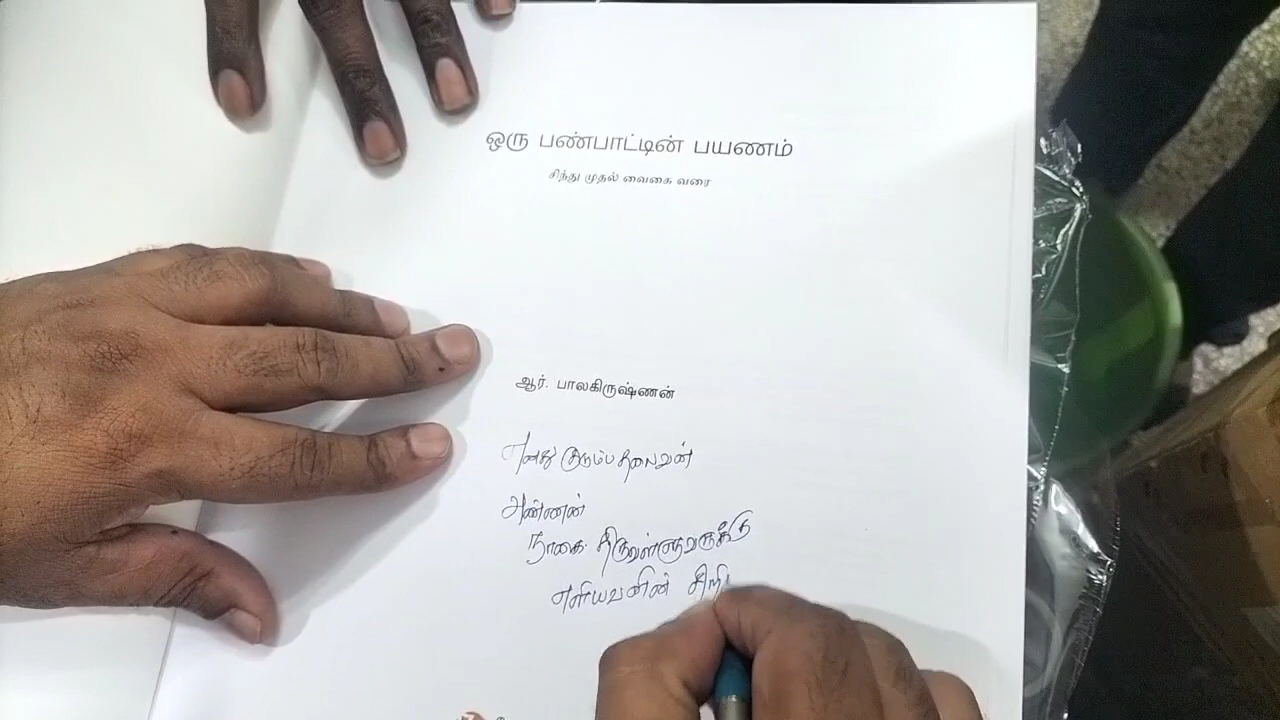 ஒரு பண்பாட்டின் பயணம்
சிந்து முதல் வைகை வரை
ஆர். பாலகிருஷ்ணன்
எனது குடும்ப தலைவன்
அண்ணன்
நாகை. திருவள்ளுவருக்கு
எளியவனின் சிறி